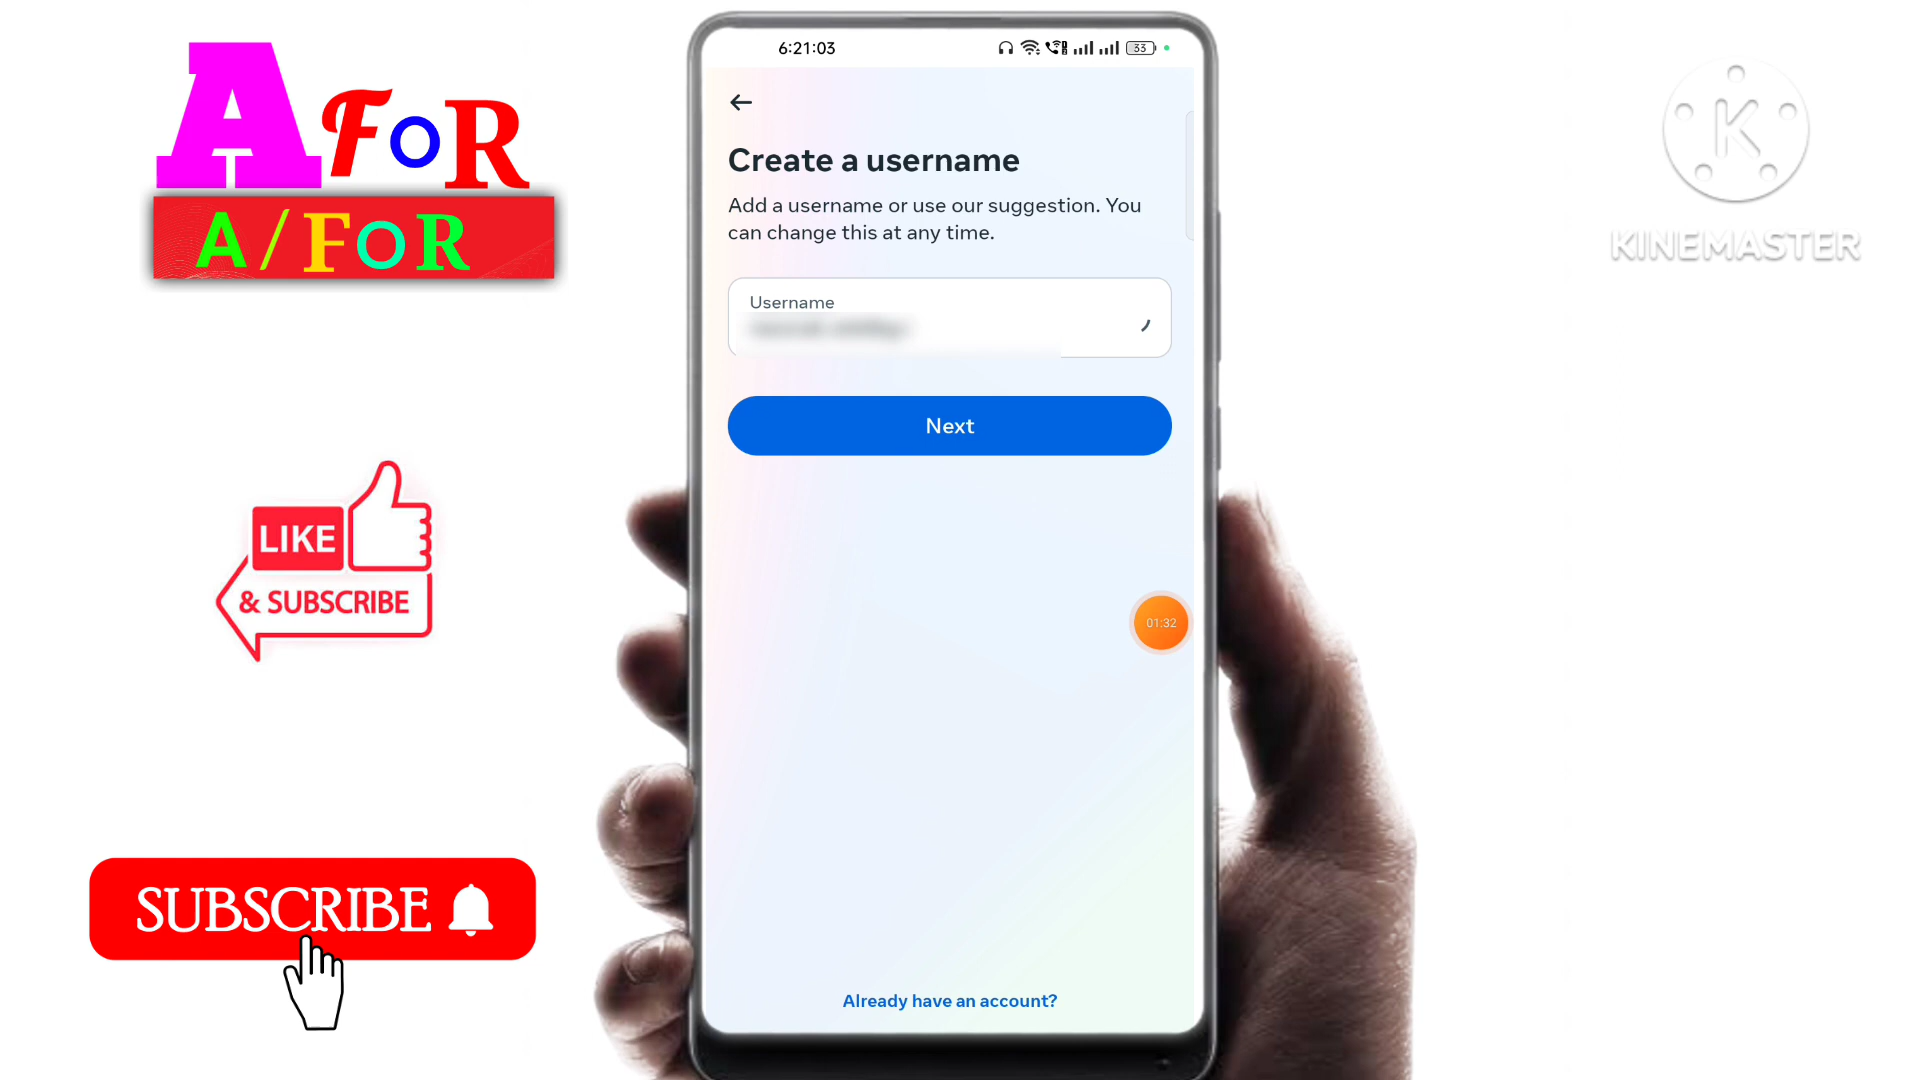 A FOR
A/FOR
LIKE
& SUBSCRIBE
SUBSCRIBE
6:21:03
33
Create a username
Add a username or use our suggestion. You
can change this at any time.
Username
Next
01:32
Already have an account?
K
KINEMASTER